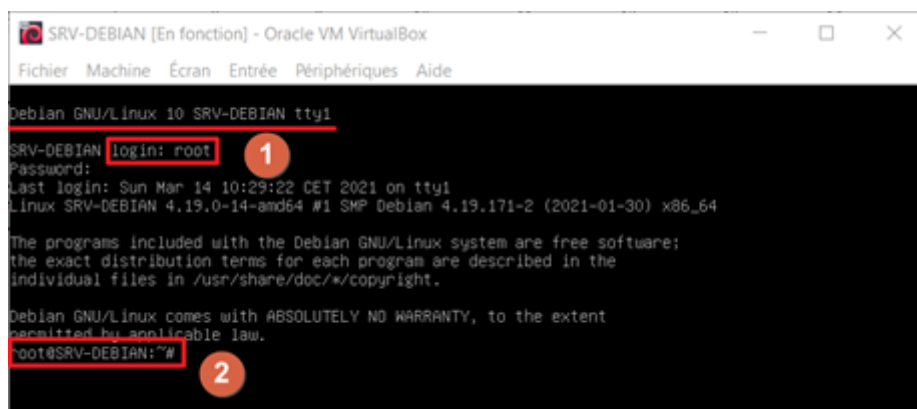 SRV-DEBIAN [En fonction] - Oracle VM VirtualBox
Fichier Machine Écran Entrée Périphériques Aide
Debian GNU/Linux 10 SRV-DEBIAN tty1
SRV-DEBIAN login: root
1
Password:
Last login: Sun Mar 14 10:29:22 CET 2021 on tty1
Linux SRV-DEBIAN 4.19.0-14-amd64 #1 SMP Debian 4.19.171-2 (2021-01-30) x86_64
The programs included with the Debian GNU/Linux system are free software;
the exact distribution terms for each program are described in the
individual files in /usr/share/doc/*/copyright.
Debian GNU/Linux comes with ABSOLUTELY NO WARRANTY, to the extent
permitted by applicable law.
root@SRV-DEBIAN:~#
2